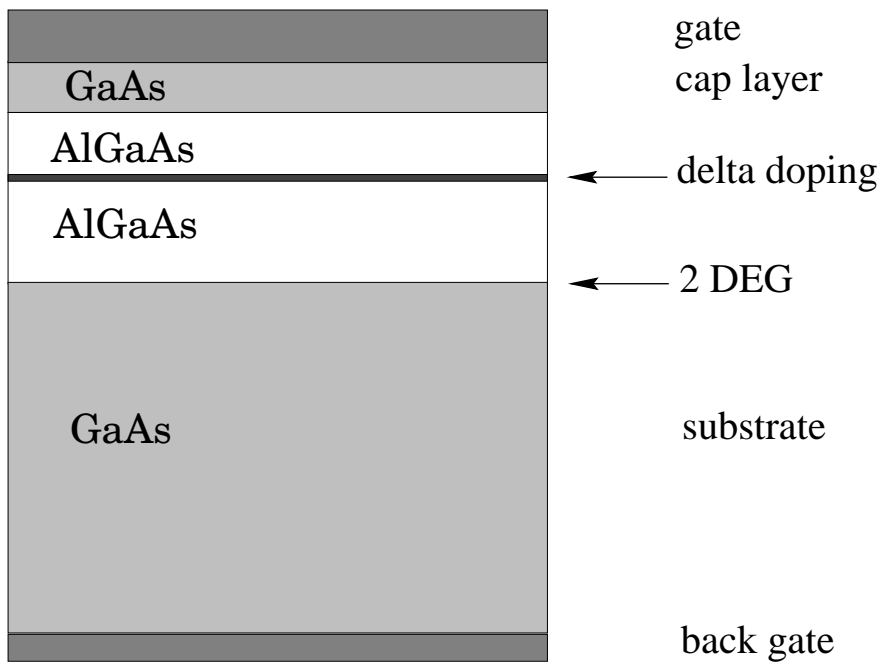 gate
GaAs
cap layer
AlGaAs
delta doping
AlGaAs
2 DEG
GaAs
substrate
back gate